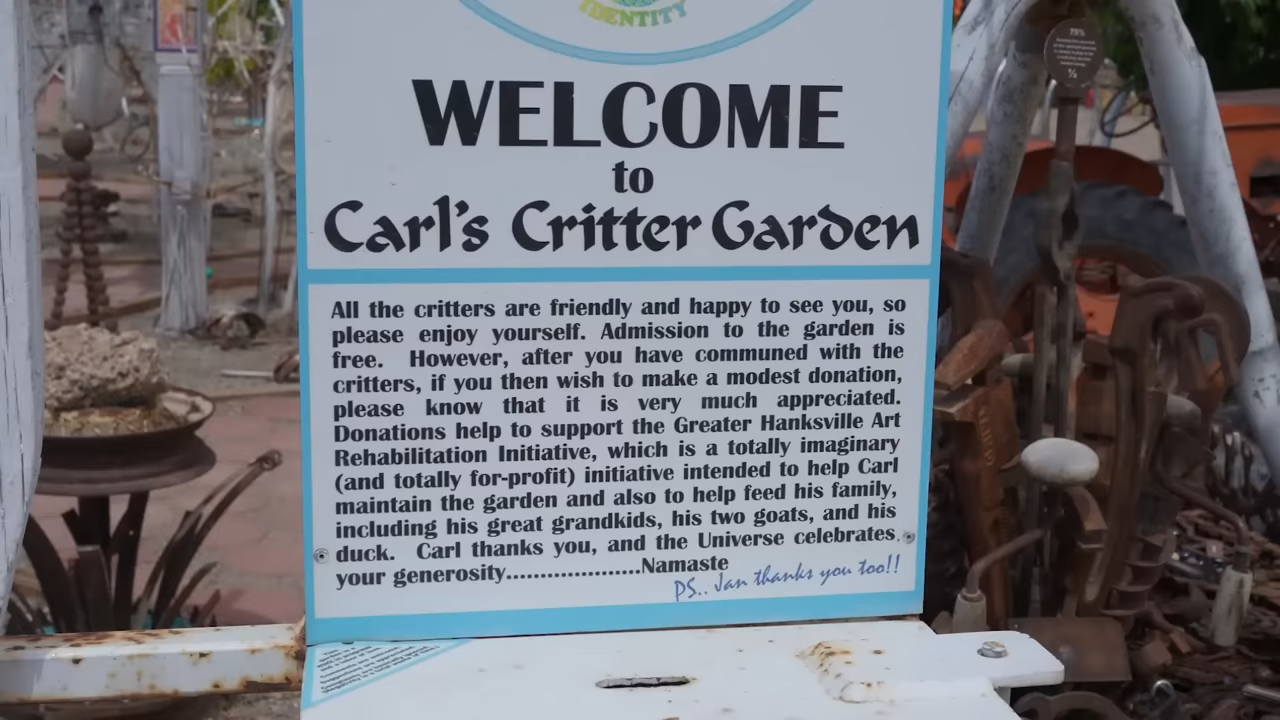 IDENTITY
WELCOME
to
Carl's Critter Garden
All the critters are friendly and happy to see you, so
please enjoy yourself. Admission to the garden is
free. However, after you have communed with the
critters, if you then wish to make a modest donation,
please know that it is very much appreciated.
Donations help to support the Greater Hanksville Art
Rehabilitation Initiative, which is a totally imaginary
(and totally for-profit) initiative intended to help Carl
maintain the garden and also to help feed his family,
including his great grandkids, his two goats, and his
duck. Carl thanks you, and the Universe celebrates
your generosity....................Namaste
PS.. Jan thanks you too!!
75%